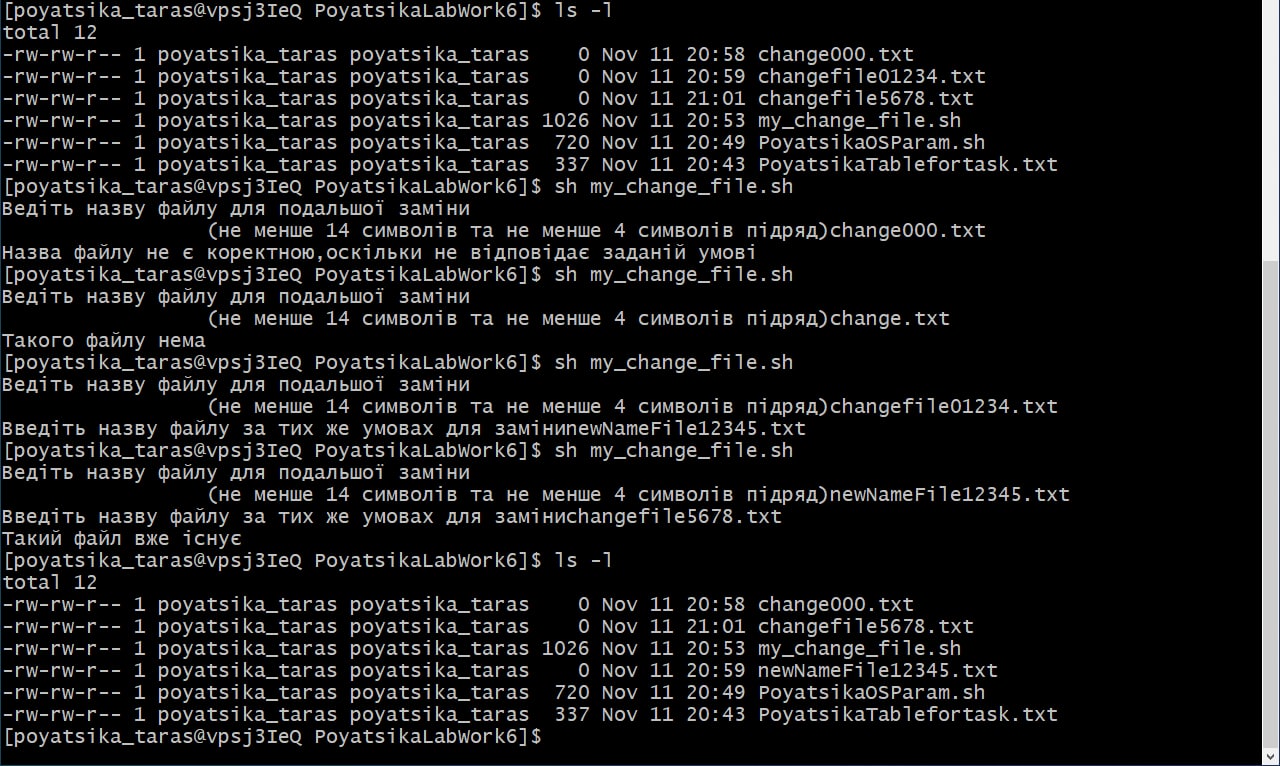 [poyatsika_taras@vpsj3IeQ PoyatsikaLabWork6]$ ls -l
total 12
-rw-rw-r-- 1 poyatsika_taras poyatsika_taras    0 Nov 11 20:58 change000.txt
-rw-rw-r-- 1 poyatsika_taras poyatsika_taras    0 Nov 11 20:59 changefile01234.txt
-rw-rw-r-- 1 poyatsika_taras poyatsika_taras    0 Nov 11 21:01 changefile5678.txt
-rw-rw-r-- 1 poyatsika_taras poyatsika_taras 1026 Nov 11 20:53 my_change_file.sh
-rw-rw-r-- 1 poyatsika_taras poyatsika_taras  720 Nov 11 20:49 PoyatsikaOSParam.sh
-rw-rw-r-- 1 poyatsika_taras poyatsika_taras  337 Nov 11 20:43 PoyatsikaTablefortask.txt
[poyatsika_taras@vpsj3IeQ PoyatsikaLabWork6]$ sh my_change_file.sh
Ведіть назву файлу для подальшої заміни
(не менше 14 символів та не менше 4 символів підряд)change000.txt
Назва файлу не є коректною,оскільки не відповідає заданій умові
[poyatsika_taras@vpsj3IeQ PoyatsikaLabWork6]$ sh my_change_file.sh
Ведіть назву файлу для подальшої заміни
(не менше 14 символів та не менше 4 символів підряд)change.txt
Такого файлу нема
[poyatsika_taras@vpsj3IeQ PoyatsikaLabWork6]$ sh my_change_file.sh
Ведіть назву файлу для подальшої заміни
(не менше 14 символів та не менше 4 символів підряд)changefile01234.txt
Введіть назву файлу за тих же умовах для заміниnewNameFile12345.txt
[poyatsika_taras@vpsj3IeQ PoyatsikaLabWork6]$ sh my_change_file.sh
Ведіть назву файлу для подальшої заміни
(не менше 14 символів та не менше 4 символів підряд)newNameFile12345.txt
Введіть назву файлу за тих же умовах для заміниchangefile5678.txt
Такий файл вже існує
[poyatsika_taras@vpsj3IeQ PoyatsikaLabWork6]$ ls -l
total 12
-rw-rw-r-- 1 poyatsika_taras poyatsika_taras    0 Nov 11 20:58 change000.txt
-rw-rw-r-- 1 poyatsika_taras poyatsika_taras    0 Nov 11 21:01 changefile5678.txt
-rw-rw-r-- 1 poyatsika_taras poyatsika_taras 1026 Nov 11 20:53 my_change_file.sh
-rw-rw-r-- 1 poyatsika_taras poyatsika_taras    0 Nov 11 20:59 newNameFile12345.txt
-rw-rw-r-- 1 poyatsika_taras poyatsika_taras  720 Nov 11 20:49 PoyatsikaOSParam.sh
-rw-rw-r-- 1 poyatsika_taras poyatsika_taras  337 Nov 11 20:43 PoyatsikaTablefortask.txt
[poyatsika_taras@vpsj3IeQ PoyatsikaLabWork6]$